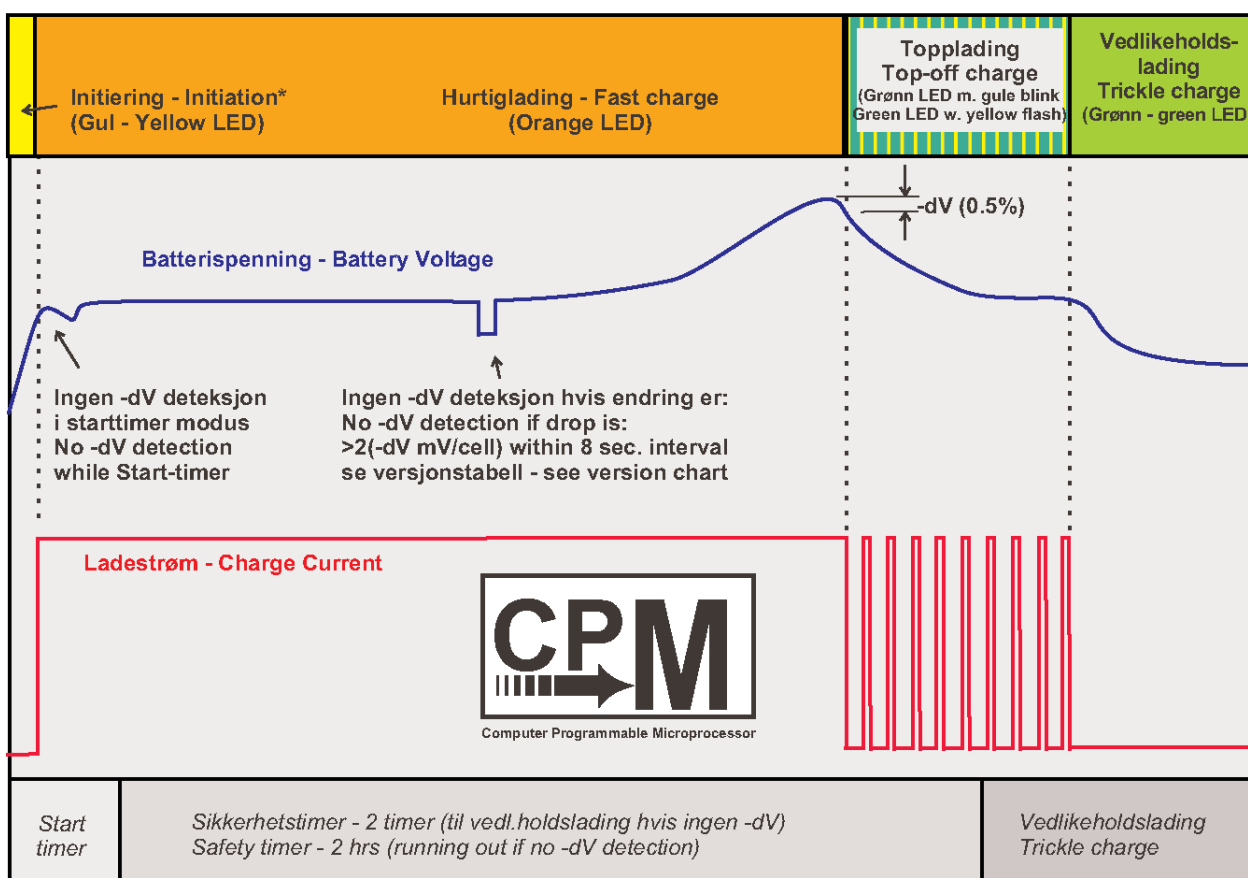 Initiering - Initiation*
(Gul - Yellow LED)
Hurtiglading - Fast charge
(Orange LED)
Topplading
Top-off charge
(Grønn LED m. gule blink
Green LED w. yellow flash)
Vedlikeholds-
lading
Trickle charge
(Grønn - green LED
-dV (0.5%)
Batterispenning - Battery Voltage
Ingen -dV deteksjon
i starttimer modus
No -dV detection
while Start-timer
Ingen -dV deteksjon hvis endring er:
No -dV detection if drop is:
>2(-dV mV/cell) within 8 sec. interval
se versjonstabell - see version chart
Ladestrøm - Charge Current
CPM
Computer Programmable Microprocessor
Start
timer
Sikkerhetstimer - 2 timer (til vedl.holdslading hvis ingen -dV)
Safety timer - 2 hrs (running out if no -dV detection)
Vedlikeholdslading
Trickle charge